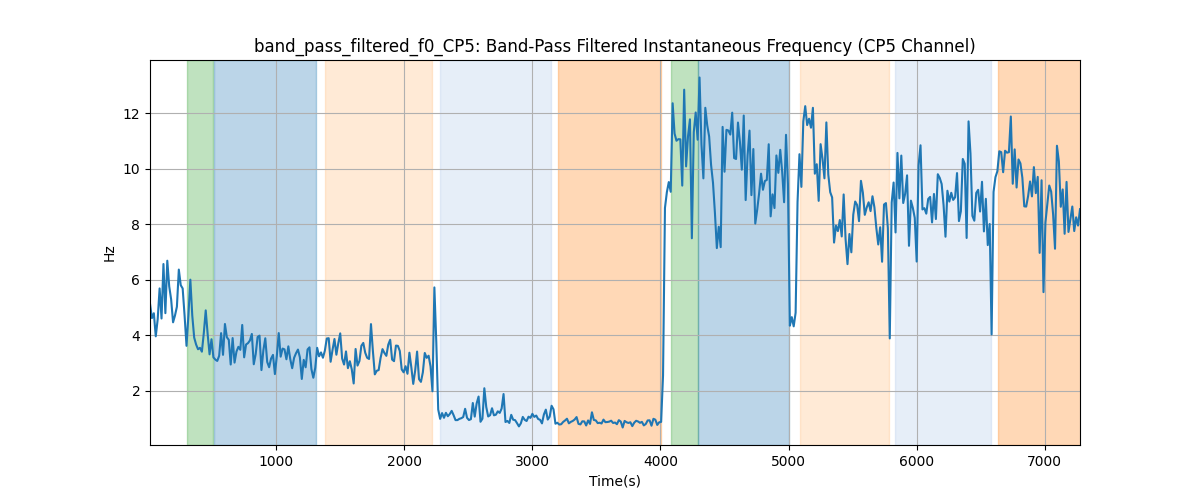 band_pass_filtered_f0_CP5: Band-Pass Filtered Instantaneous Frequency (CP5 Channel)
12
10
8
6
4
2
Hz
1000 2000 3000 4000 5000 6000 7000
Time(s)